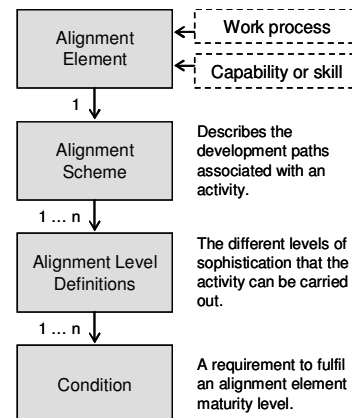 Alignment
Element
Work process
Capability or skill
1
Alignment
Scheme
Describes the
development paths
associated with an
activity.
1 ... n
Alignment Level
Definitions
The different levels of
sophistication that the
activity can be carried
out.
1 ... n
Condition
A requirement to fulfil
an alignment element
maturity level.